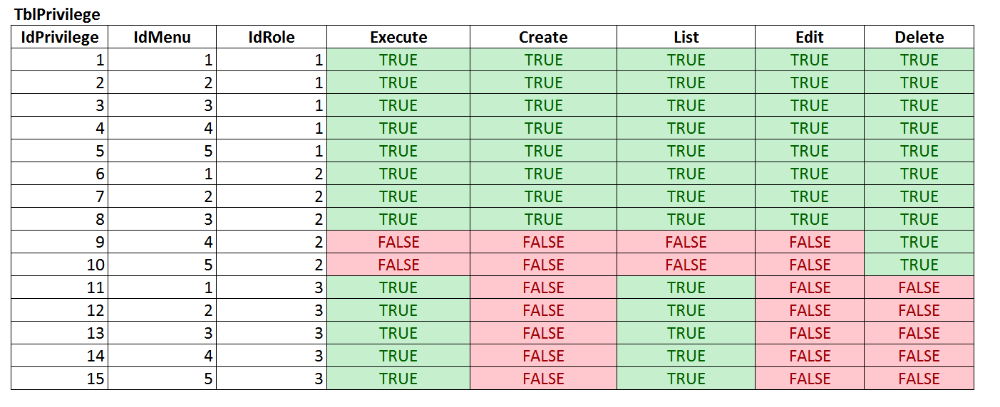 TblPrivilege
IdPrivilege IdMenu IdRole Execute Create List Edit Delete
1 1 1 TRUE TRUE TRUE TRUE TRUE
2 2 1 TRUE TRUE TRUE TRUE TRUE
3 3 1 TRUE TRUE TRUE TRUE TRUE
4 4 1 TRUE TRUE TRUE TRUE TRUE
5 5 1 TRUE TRUE TRUE TRUE TRUE
6 1 2 TRUE TRUE TRUE TRUE TRUE
7 2 2 TRUE TRUE TRUE TRUE TRUE
8 3 2 TRUE TRUE TRUE TRUE TRUE
9 4 2 FALSE FALSE FALSE FALSE TRUE
10 5 2 FALSE FALSE FALSE FALSE TRUE
11 1 3 TRUE FALSE TRUE FALSE FALSE
12 2 3 TRUE FALSE TRUE FALSE FALSE
13 3 3 TRUE FALSE TRUE FALSE FALSE
14 4 3 TRUE FALSE TRUE FALSE FALSE
15 5 3 TRUE FALSE TRUE FALSE FALSE